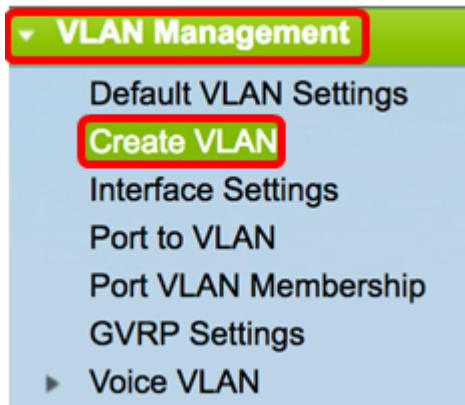 VLAN Management
Default VLAN Settings
Create VLAN
Interface Settings
Port to VLAN
Port VLAN Membership
GVRP Settings
Voice VLAN